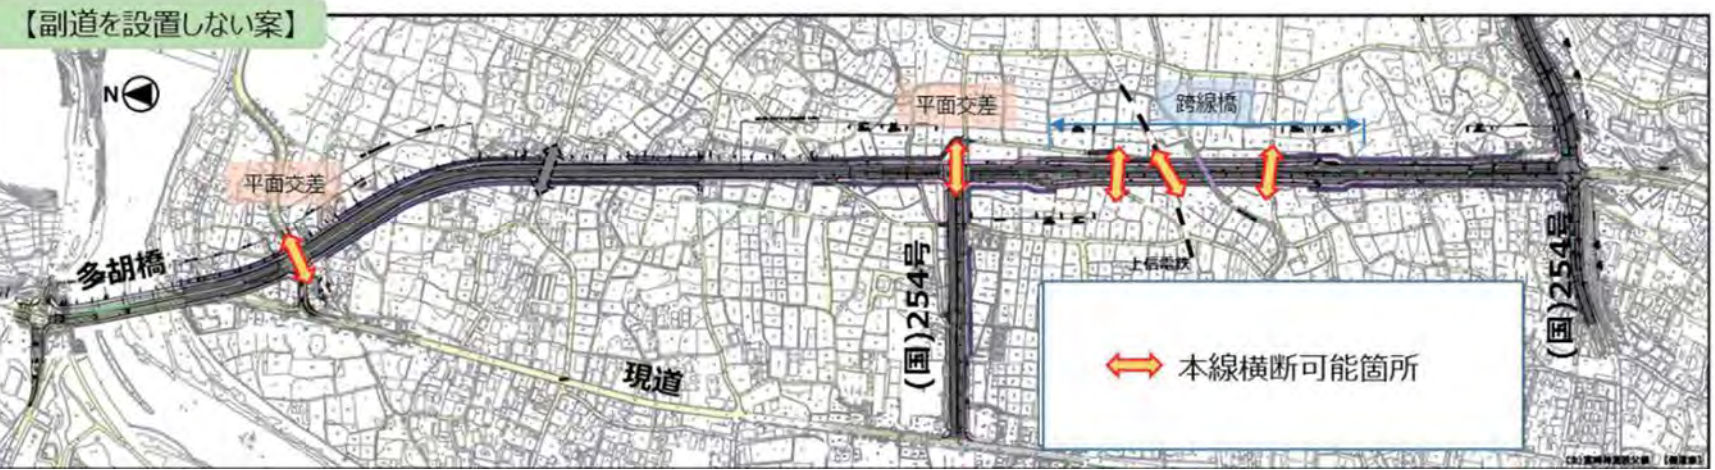 【副道を設置しない案】
N
平面交差
跨線橋
平面交差
多胡橋
(国)254号
(国)254号
上信電鉄
現道
本線横断可能箇所